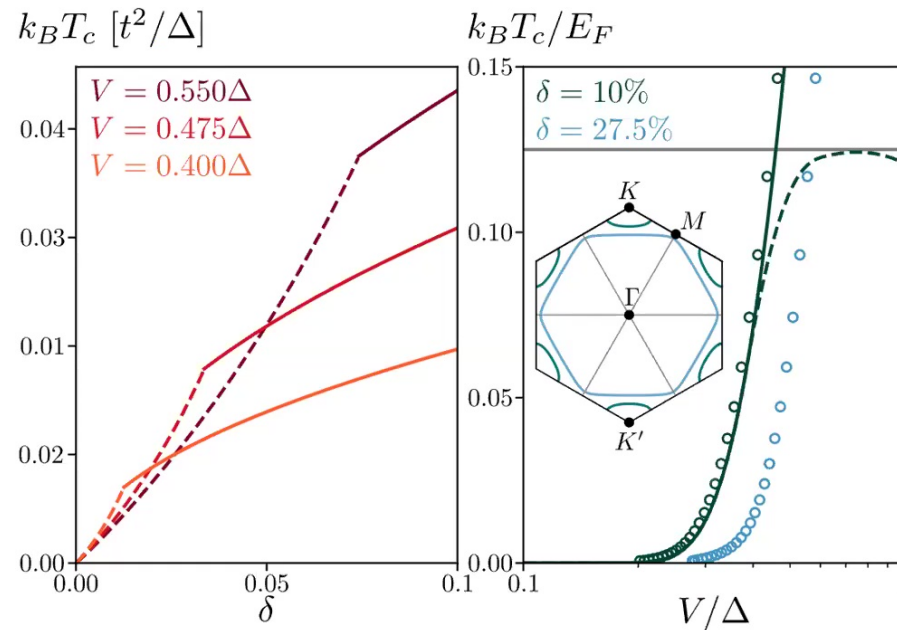 k_B T_c [t^2/Δ]
V = 0.550Δ
V = 0.475Δ
V = 0.400Δ
0.04
0.03
0.01
0.02
0.00
0.00 0.05 0.1
δ
k_B T_c/E_F
0.15
δ = 10%
δ = 27.5%
K
M
0.10
Γ
0.05
K′
0.00
0.1
V/Δ